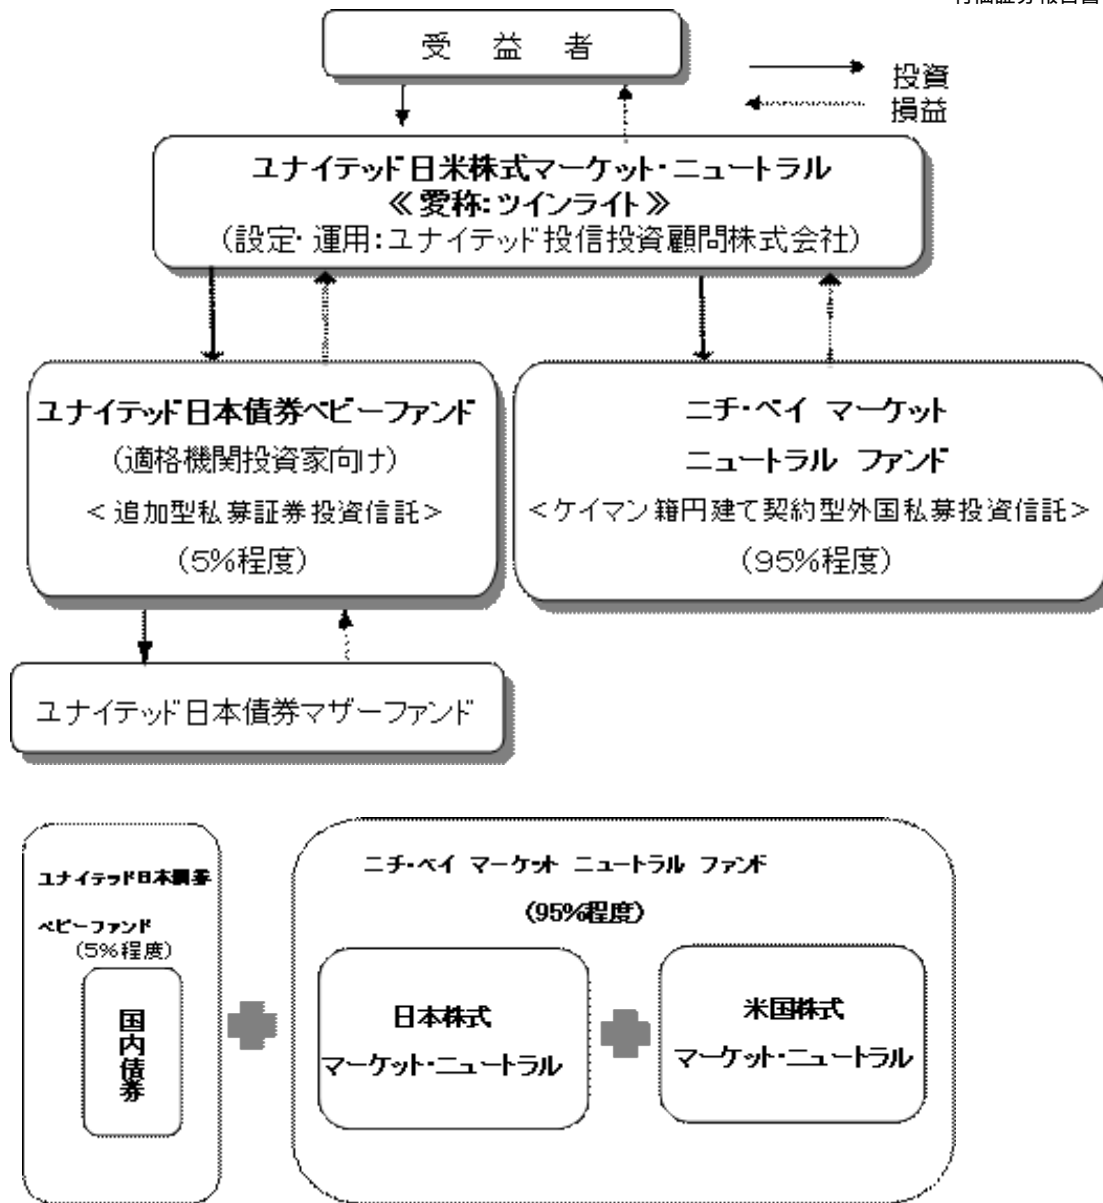 受 益 者
投資
損益
ユナイテッド日米株式マーケット・ニュートラル
≪愛称:ツインライト≫
(設定・運用:ユナイテッド投信投資顧問株式会社)
ユナイテッド日本債券ベビーファンド
(適格機関投資家向け)
<追加型私募証券投資信託>
(5%程度)
ニチ・ベイ マーケット
ニュートラル ファンド
<ケイマン籍円建て契約型外国私募投資信託>
(95%程度)
ユナイテッド日本債券マザーファンド
ユナイテッド日本債券
ベビーファンド
(5%程度)
国内債券
ニチ・ベイ マーケット ニュートラル ファンド
(95%程度)
日本株式
マーケット・ニュートラル
米国株式
マーケット・ニュートラル